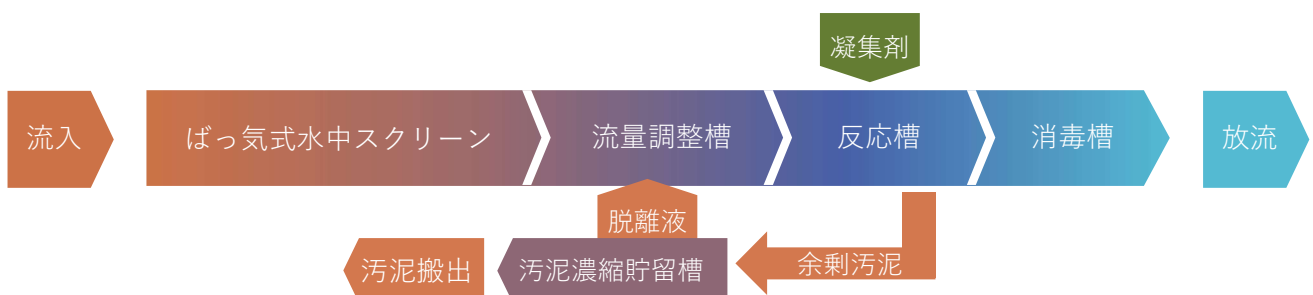 凝集剤
流入
ばっ気式水中スクリーン
流量調整槽
反応槽
消毒槽
放流
脱離液
汚泥搬出
汚泥濃縮貯留槽
余剰汚泥